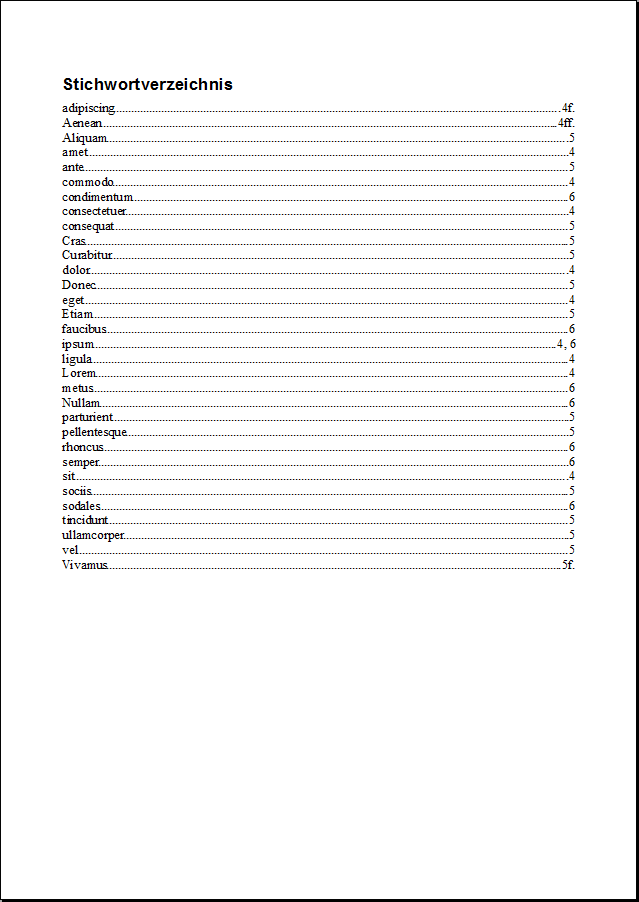 Stichwortverzeichnis
adipiscing 4f.
Aenean 4ff.
Aliquam 5
amet 4
ante 5
commodo 4
condimentum 6
consectetuer 4
consequat 5
Cras 5
Curabitur 5
dolor 4
Donec 5
eget 4
Etiam 5
faucibus 6
ipsum 4, 6
ligula 4
Lorem 4
metus 6
Nullam 6
parturient 5
pellentesque 5
rhoncus 6
semper 6
sit 4
sociis 5
sodales 6
tincidunt 5
ullamcorper 5
vel 5
Vivamus 5f.